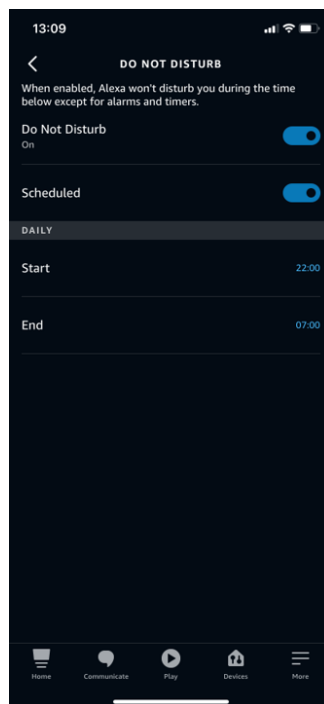 13:09
DO NOT DISTURB
When enabled, Alexa won't disturb you during the time
below except for alarms and timers.
Do Not Disturb
On
Scheduled
DAILY
Start 22:00
End 07:00
Home Communicate Play Devices More